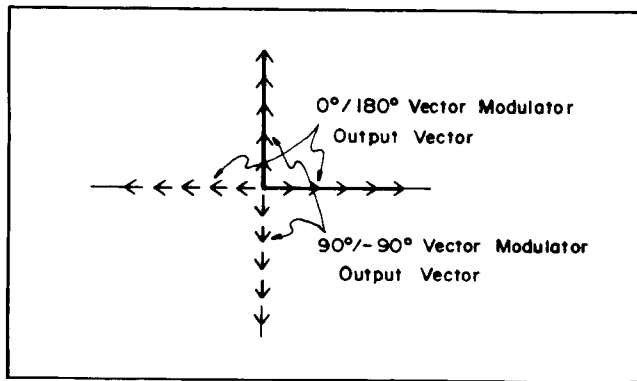 0°/180° Vector Modulator
Output Vector
90°/-90° Vector Modulator
Output Vector